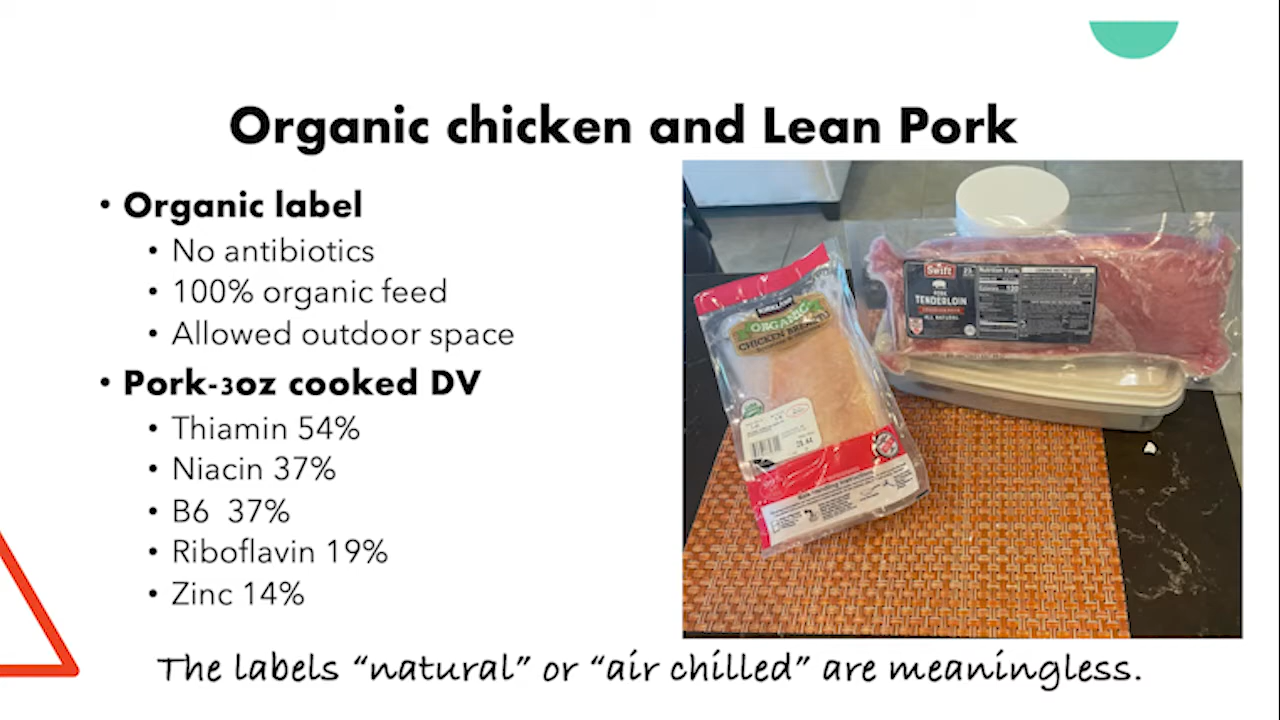 Organic chicken and Lean Pork
• Organic label
• No antibiotics
• 100% organic feed
• Allowed outdoor space
• Pork-3oz cooked DV
• Thiamin 54%
• Niacin 37%
• B6 37%
• Riboflavin 19%
• Zinc 14%
KIRKLAND
ORGANIC
CHICKEN BREASTS
Swift
Nutrition Facts
PORK
TENDERLOIN
ALL NATURAL
The labels “natural” or “air chilled” are meaningless.